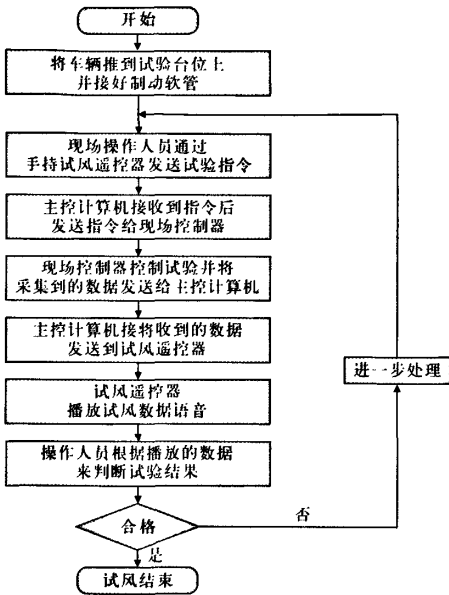 开始
将车辆推到试验台位上
并接好制动软管
现场操作人员通过
手持试风遥控器发送试验指令
主控计算机接收到指令后
发送指令给现场控制器
现场控制器控制试验并将
采集到的数据发送给主控计算机
主控计算机接将收到的数据
发送到试风遥控器
进一步处理
试风遥控器
播放试风数据语音
操作人员根据播放的数据
来判断试验结果
否
合格
是
试风结束